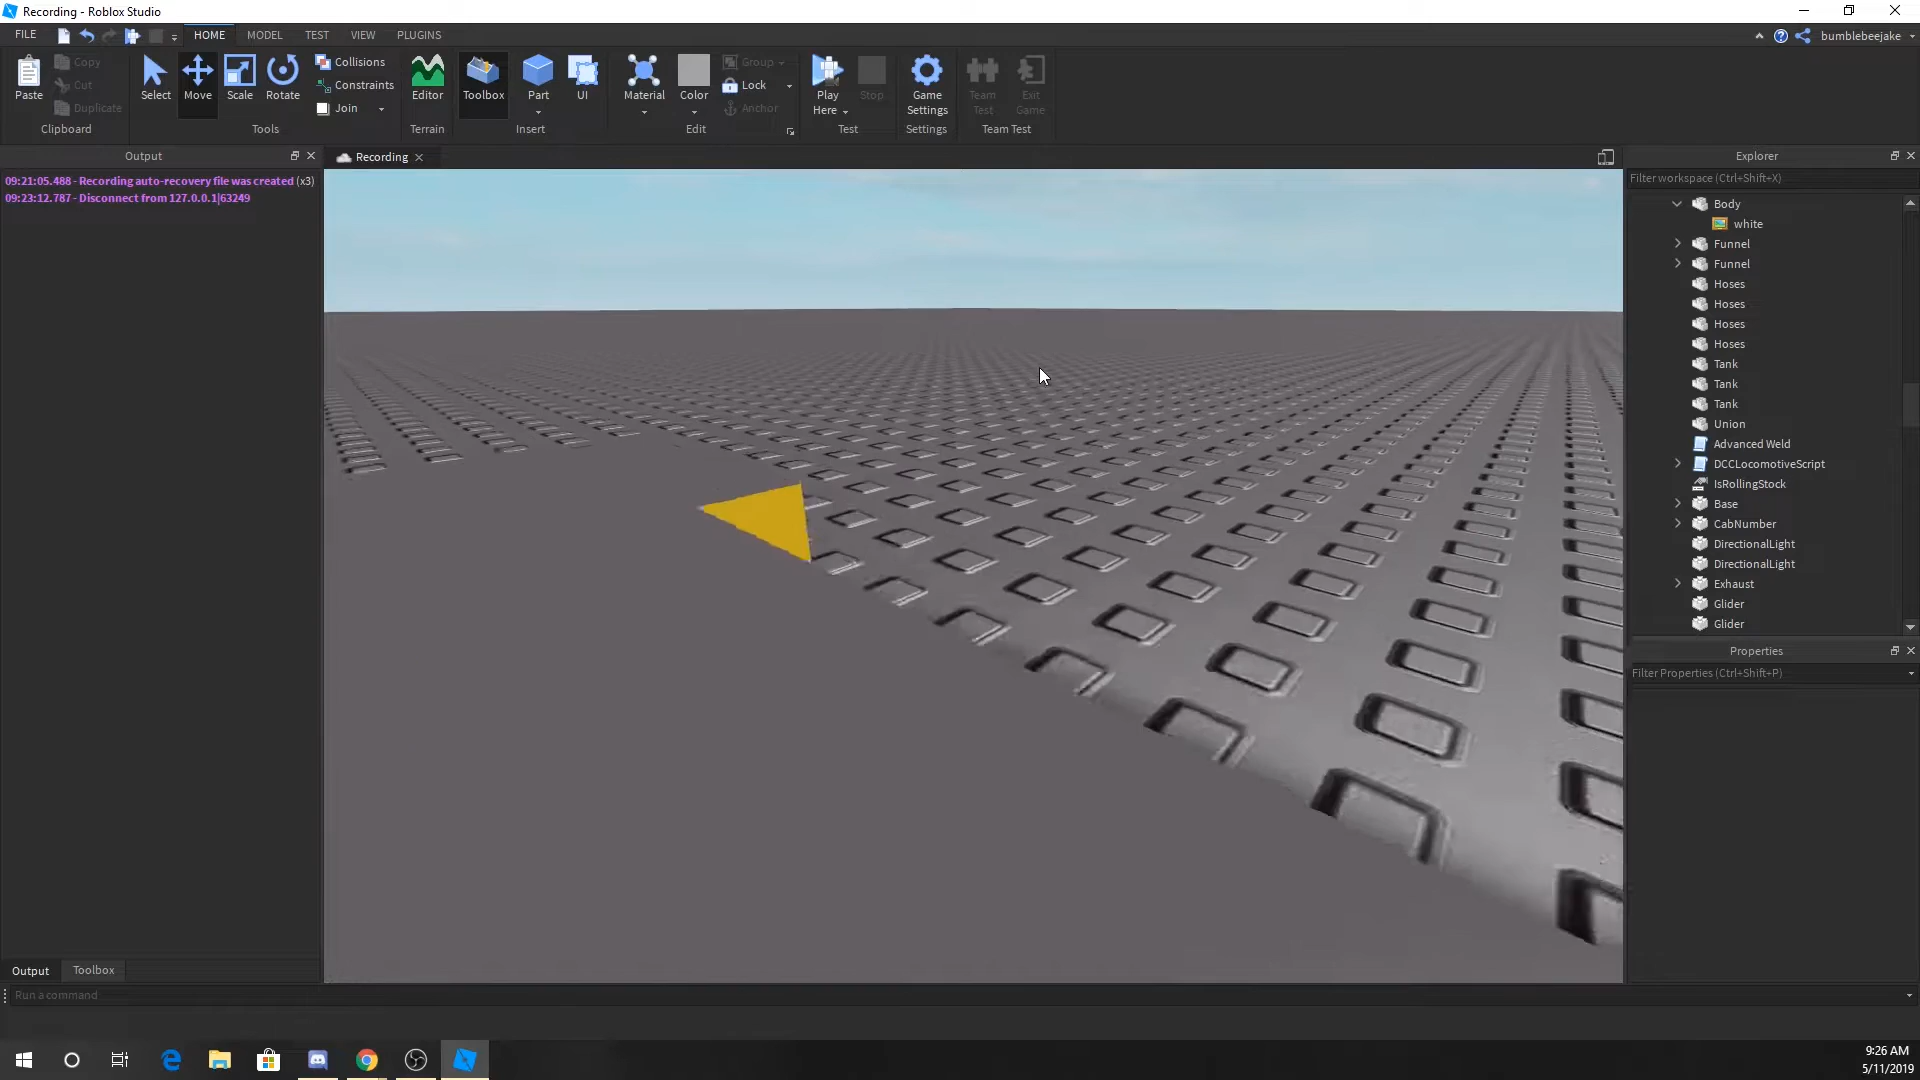 Recording - Roblox Studio
FILE HOME MODEL TEST VIEW PLUGINS bumblebeejake
Paste Copy Cut Duplicate
Clipboard
Select Move Scale Rotate Collisions Constraints Join
Tools
Editor
Terrain
Toolbox Part UI
Insert
Material Color Group Lock Anchor
Edit
Play Here Stop
Test
Game Settings
Settings
Team Test Exit Game
Team Test
Output
09:21:05.488 - Recording auto-recovery file was created (x3)
09:23:12.787 - Disconnect from 127.0.0.1|63249
Recording
Explorer
Filter workspace (Ctrl+Shift+X)
Body
white
Funnel
Funnel
Hoses
Hoses
Hoses
Hoses
Tank
Tank
Tank
Union
Advanced Weld
DCCLocomotiveScript
IsRollingStock
Base
CabNumber
DirectionalLight
DirectionalLight
Exhaust
Glider
Glider
Properties
Filter Properties (Ctrl+Shift+P)
Output Toolbox
Run a command
9:26 AM
5/11/2019